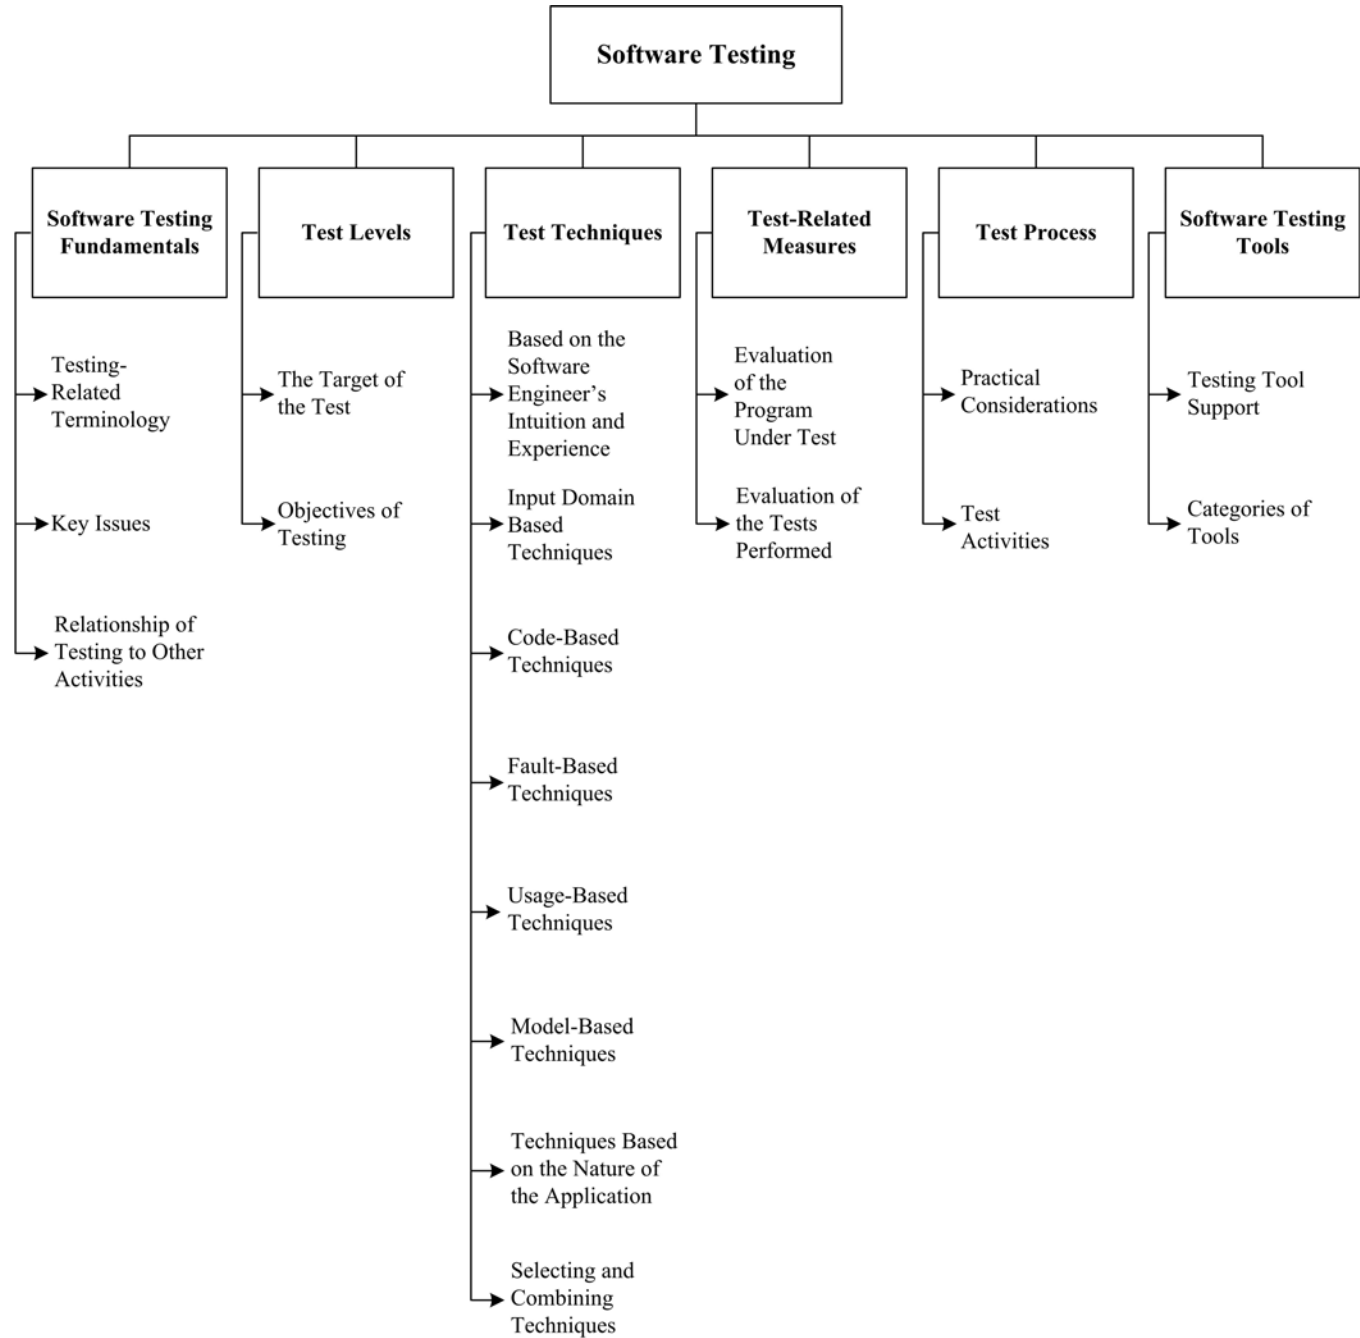 Software Testing
Software Testing
Fundamentals
Test Levels
Test Techniques
Test-Related
Measures
Test Process
Software Testing
Tools
Testing-
Related
Terminology
Key Issues
Relationship of
Testing to Other
Activities
The Target of
the Test
Objectives of
Testing
Based on the
Software
Engineer’s
Intuition and
Experience
Input Domain
Based
Techniques
Code-Based
Techniques
Fault-Based
Techniques
Usage-Based
Techniques
Model-Based
Techniques
Techniques Based
on the Nature of
the Application
Selecting and
Combining
Techniques
Evaluation
of the
Program
Under Test
Evaluation of
the Tests
Performed
Practical
Considerations
Test
Activities
Testing Tool
Support
Categories of
Tools